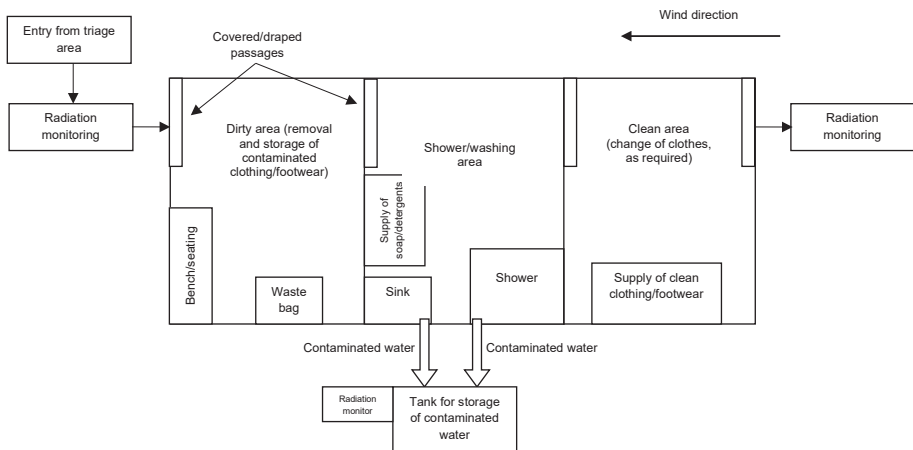 Entry from triage
area
Covered/draped
passages
Wind direction
Radiation
monitoring
Dirty area (removal
and storage of
contaminated
clothing/footwear)
Shower/washing
area
Clean area
(change of clothes,
as required)
Radiation
monitoring
Bench/seating
Waste
bag
Supply of
soap/detergents
Sink
Shower
Supply of clean
clothing/footwear
Contaminated water
Contaminated water
Radiation
monitor
Tank for storage
of contaminated
water